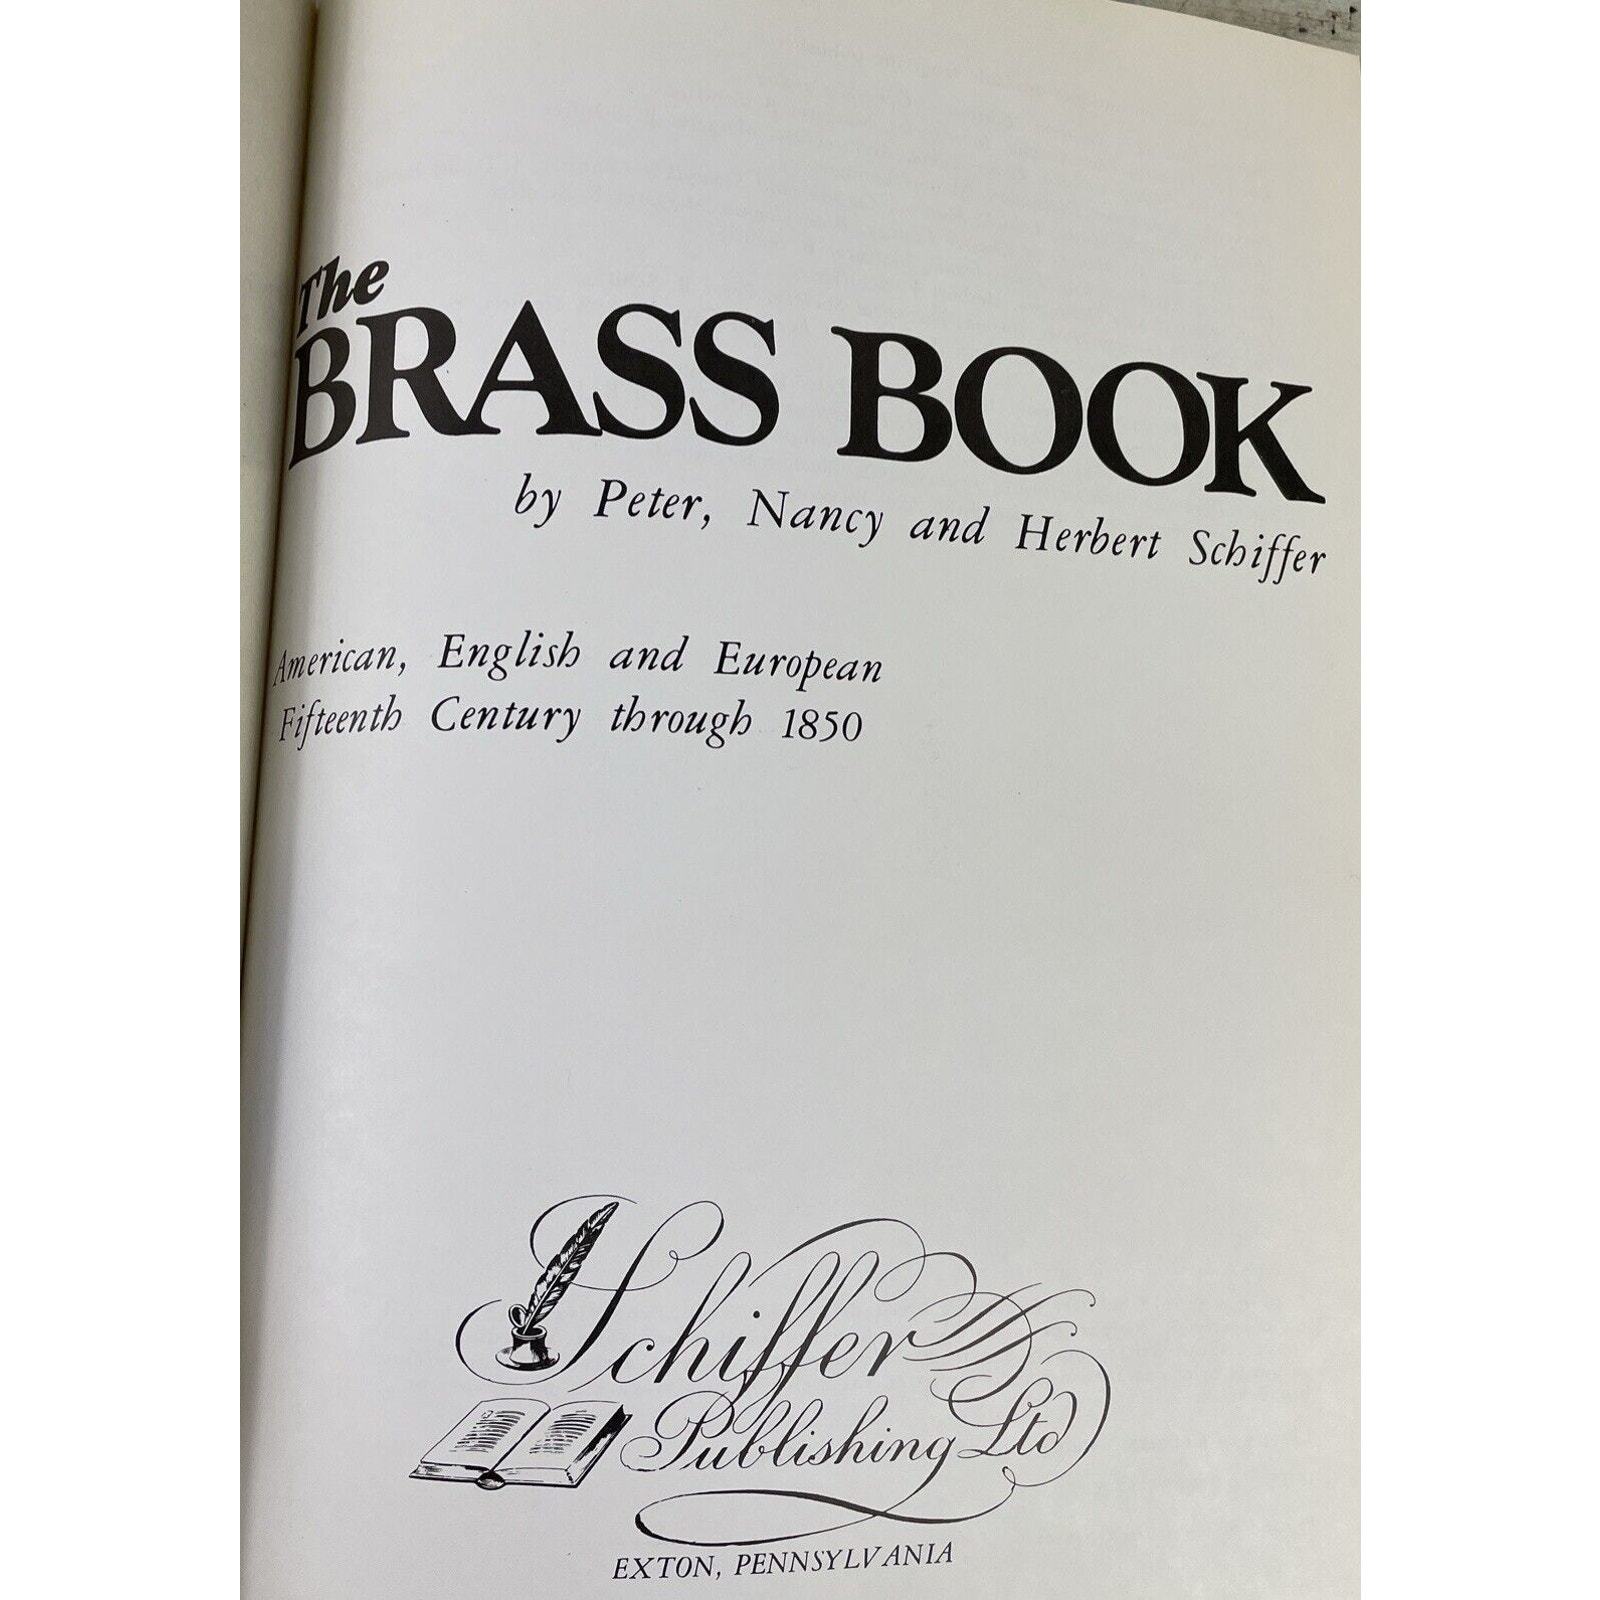 The
BRASS BOOK
by Peter, Nancy and Herbert Schiffer
American, English and European
Fifteenth Century through 1850
Schiffer
Publishing Ltd
EXTON, PENNSYLVANIA